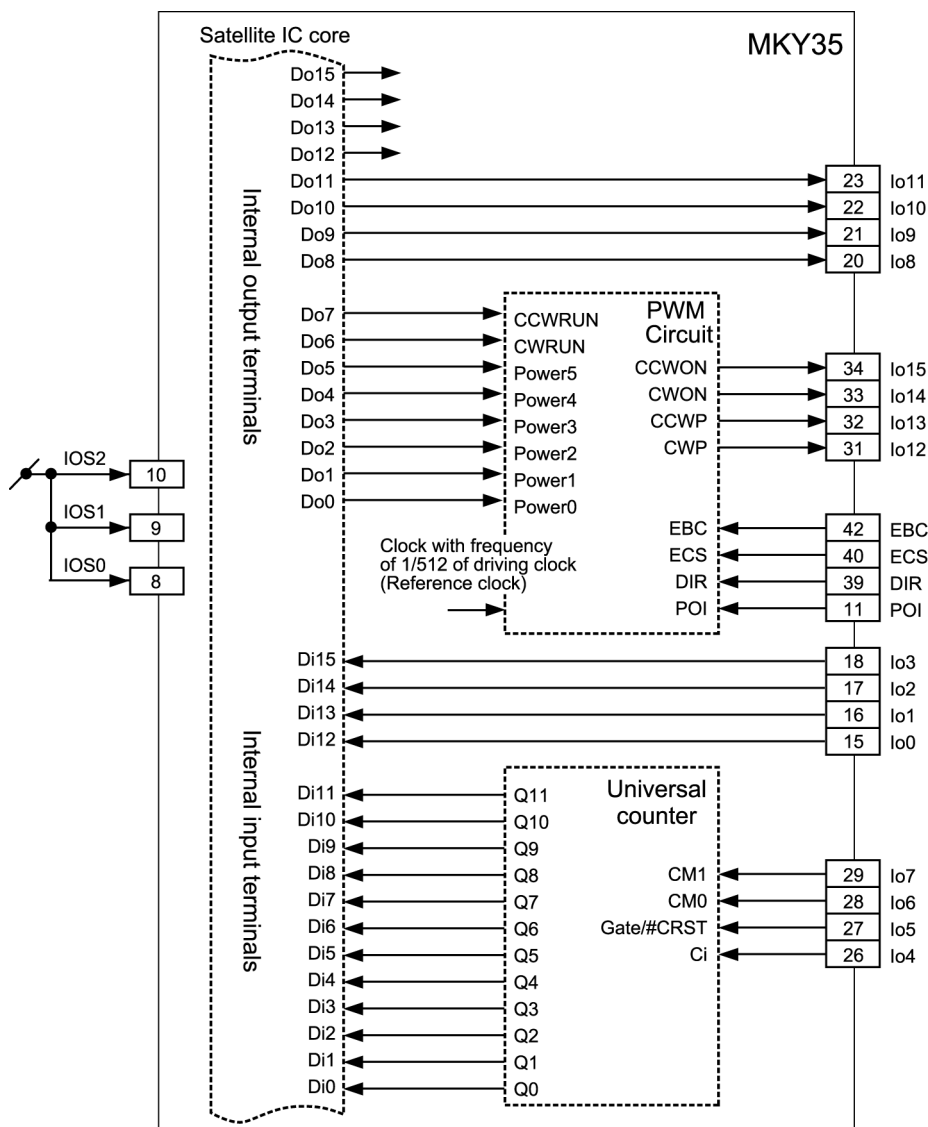 MKY35
Satellite IC core
Do15
Do14
Do13
Do12
Do11
Do10
Do9
Do8
Internal output terminals
23 Io11
22 Io10
21 Io9
20 Io8
Do7
Do6
Do5
Do4
Do3
Do2
Do1
Do0
PWM
Circuit
CCWRUN
CWRUN
Power5
Power4
Power3
Power2
Power1
Power0
CCWON
CWON
CCWP
CWP
34 Io15
33 Io14
32 Io13
31 Io12
IOS2
10
IOS1
9
IOS0
8
EBC
ECS
DIR
POI
42 EBC
40 ECS
39 DIR
11 POI
Clock with frequency
of 1/512 of driving clock
(Reference clock)
Di15
Di14
Di13
Di12
18 Io3
17 Io2
16 Io1
15 Io0
Internal input terminals
Di11
Di10
Di9
Di8
Di7
Di6
Di5
Di4
Di3
Di2
Di1
Di0
Universal
counter
Q11
Q10
Q9
Q8
Q7
Q6
Q5
Q4
Q3
Q2
Q1
Q0
CM1
CM0
Gate/#CRST
Ci
29 Io7
28 Io6
27 Io5
26 Io4